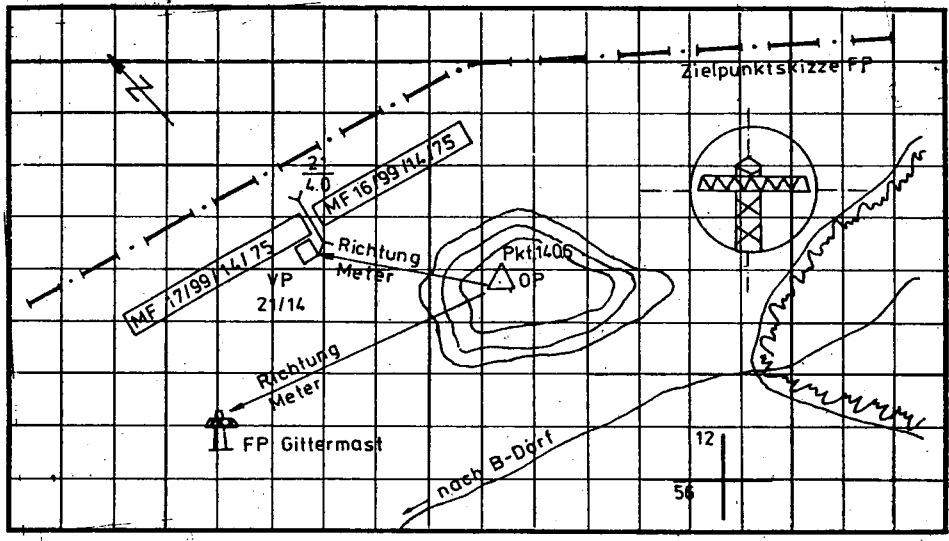 Zielpunktskizze FP
N
2
4.0
MF 16/99/14/75
MF 17/99/14/75
VP
21/14
Richtung
Meter
Pkt.1406
OP
Richtung
Meter
FP Gittermast
nach B-Dorf
12
56